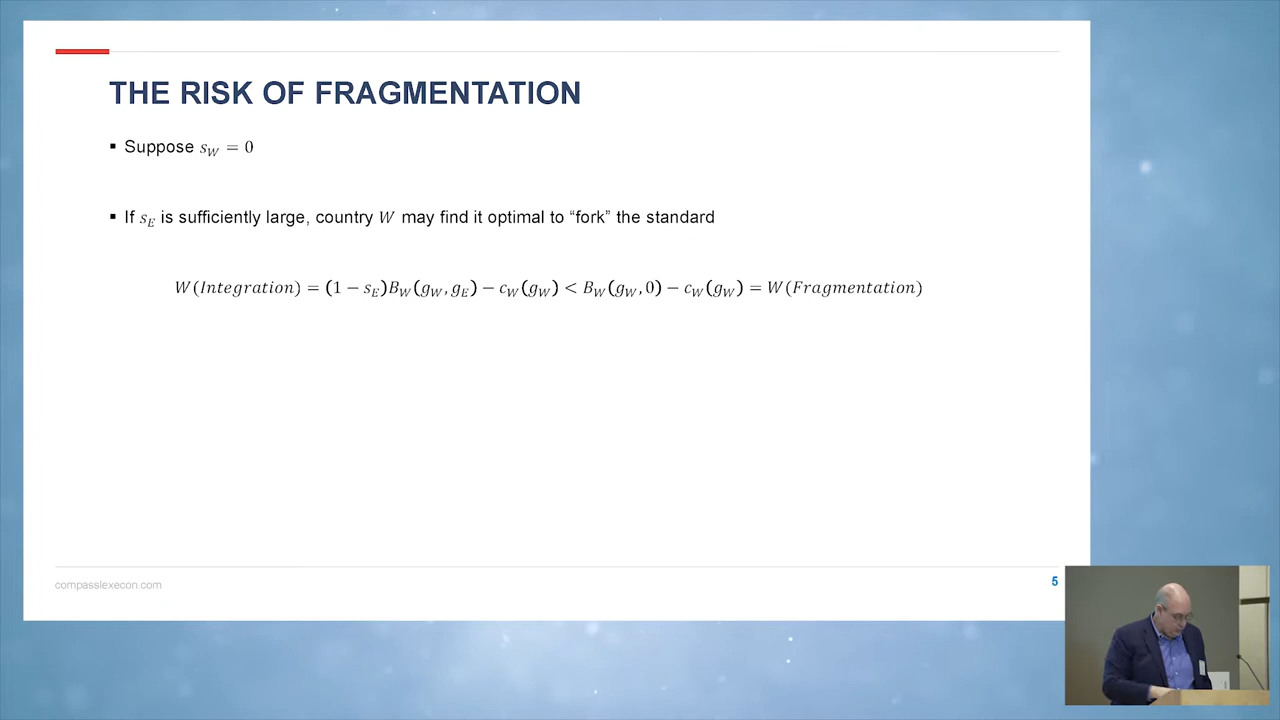 THE RISK OF FRAGMENTATION
▪ Suppose s_W = 0
▪ If s_E is sufficiently large, country W may find it optimal to “fork” the standard
W(Integration) = (1 − s_E)B_W(g_W, g_E) − c_W(g_W) < B_W(g_W, 0) − c_W(g_W) = W(Fragmentation)
compasslexecon.com
5